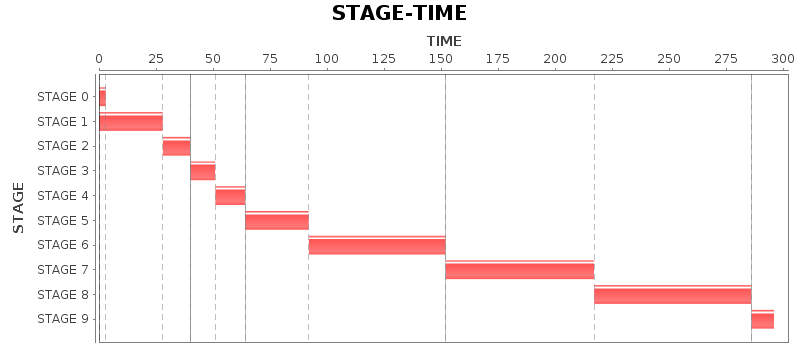 STAGE-TIME
TIME
0 25 50 75 100 125 150 175 200 225 250 275 300
STAGE
STAGE 0
STAGE 1
STAGE 2
STAGE 3
STAGE 4
STAGE 5
STAGE 6
STAGE 7
STAGE 8
STAGE 9